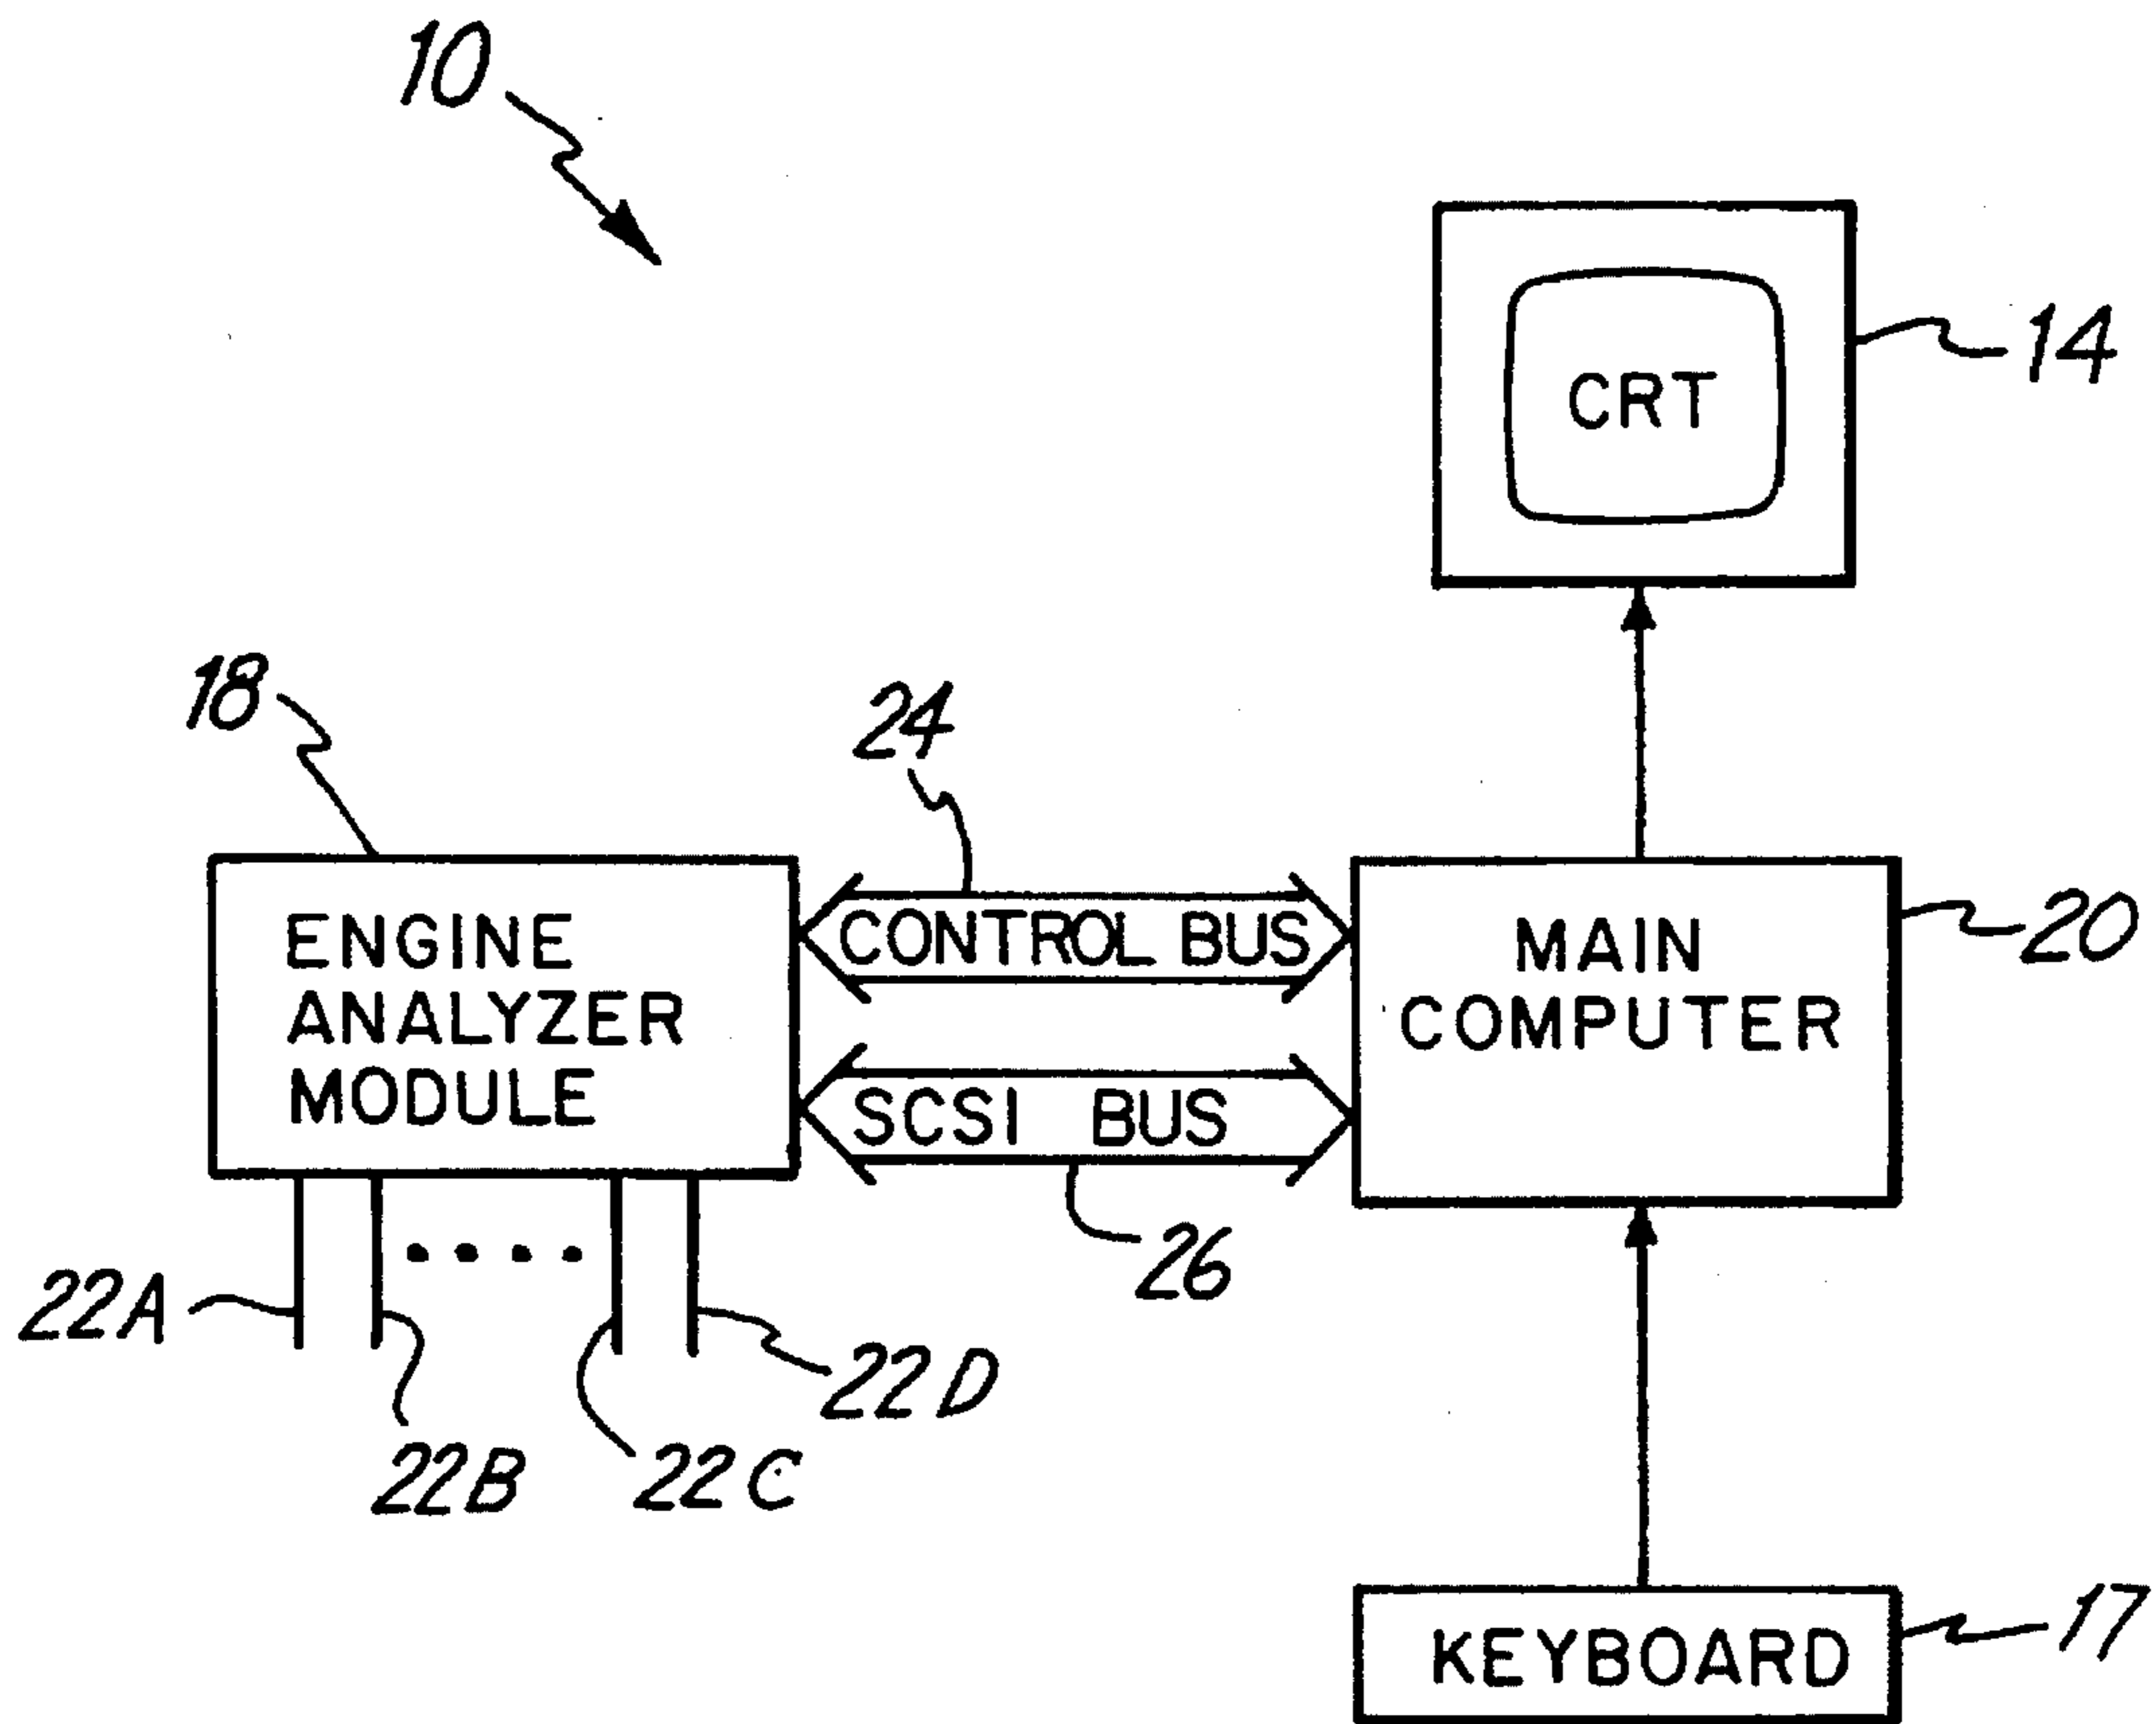 10
CRT
14
18
24
ENGINE
ANALYZER
MODULE
CONTROL BUS
MAIN
COMPUTER
20
SCSI BUS
26
22A
22B
22C
22D
KEYBOARD
17